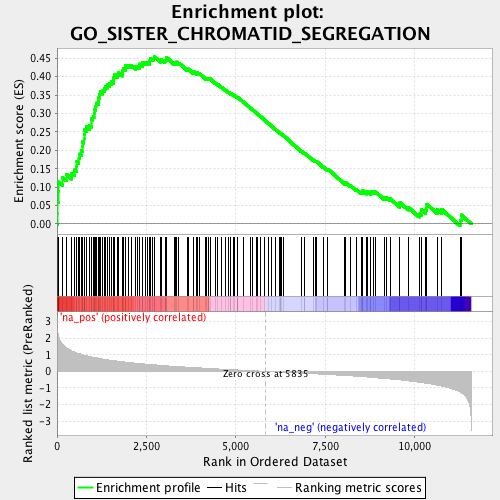 Enrichment plot:
GO_SISTER_CHROMATID_SEGREGATION
Enrichment score (ES)
0.45
0.40
0.35
0.30
0.25
0.20
0.15
0.10
0.05
0.00
'na_pos' (positively correlated)
Ranked list metric (PreRanked)
3
2
1
0
-1
-2
-3
Zero cross at 5835
'na_neg' (negatively correlated)
0
2,500
5,000
7,500
10,000
Rank in Ordered Dataset
Enrichment profile
Hits
Ranking metric scores